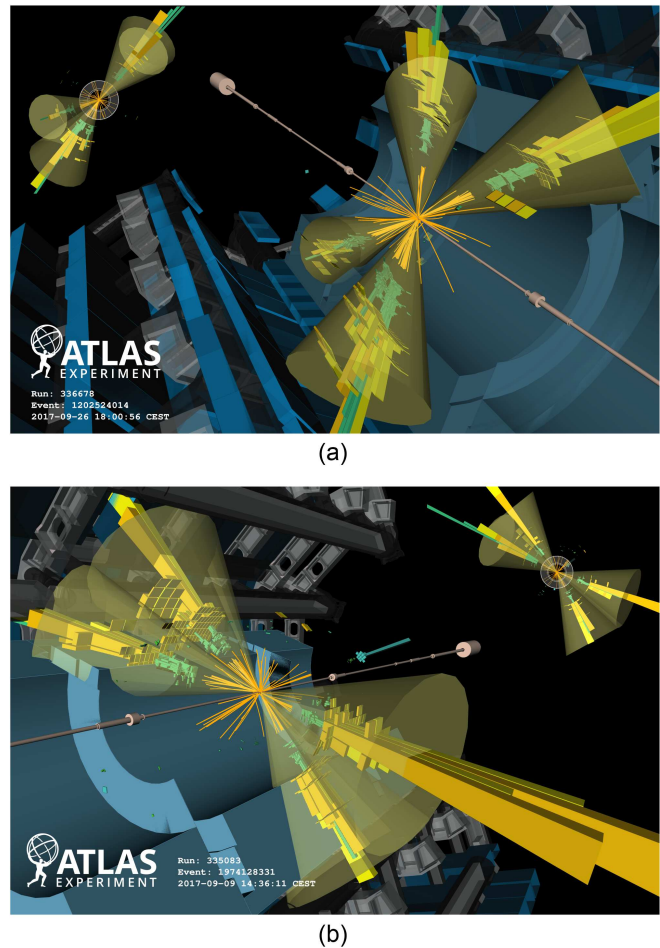 ATLAS
EXPERIMENT
Run: 336678
Event: 1202524014
2017-09-26 18:00:56 CEST
(a)
ATLAS
EXPERIMENT
Run: 335083
Event: 1974128331
2017-09-09 14:36:11 CEST
(b)